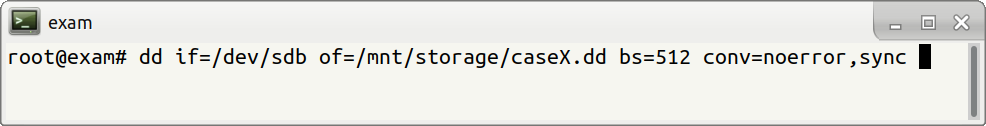 exam
root@exam# dd if=/dev/sdb of=/mnt/storage/caseX.dd bs=512 conv=noerror,sync